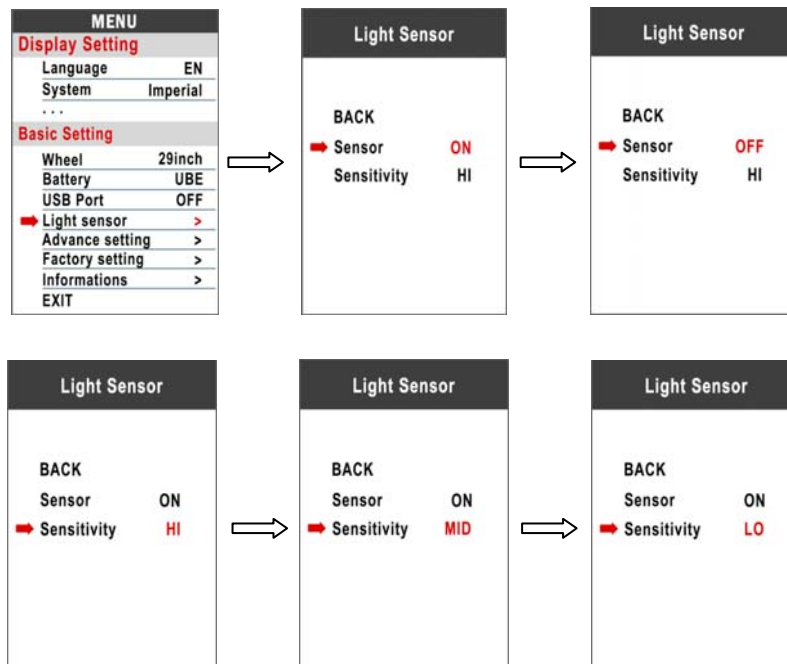 MENU
Display Setting
Language EN
System Imperial
. . .
Basic Setting
Wheel 29inch
Battery UBE
USB Port OFF
Light sensor >
Advance setting >
Factory setting >
Informations >
EXIT
Light Sensor
BACK
Sensor ON
Sensitivity HI
Light Sensor
BACK
Sensor OFF
Sensitivity HI
Light Sensor
BACK
Sensor ON
Sensitivity HI
Light Sensor
BACK
Sensor ON
Sensitivity MID
Light Sensor
BACK
Sensor ON
Sensitivity LO